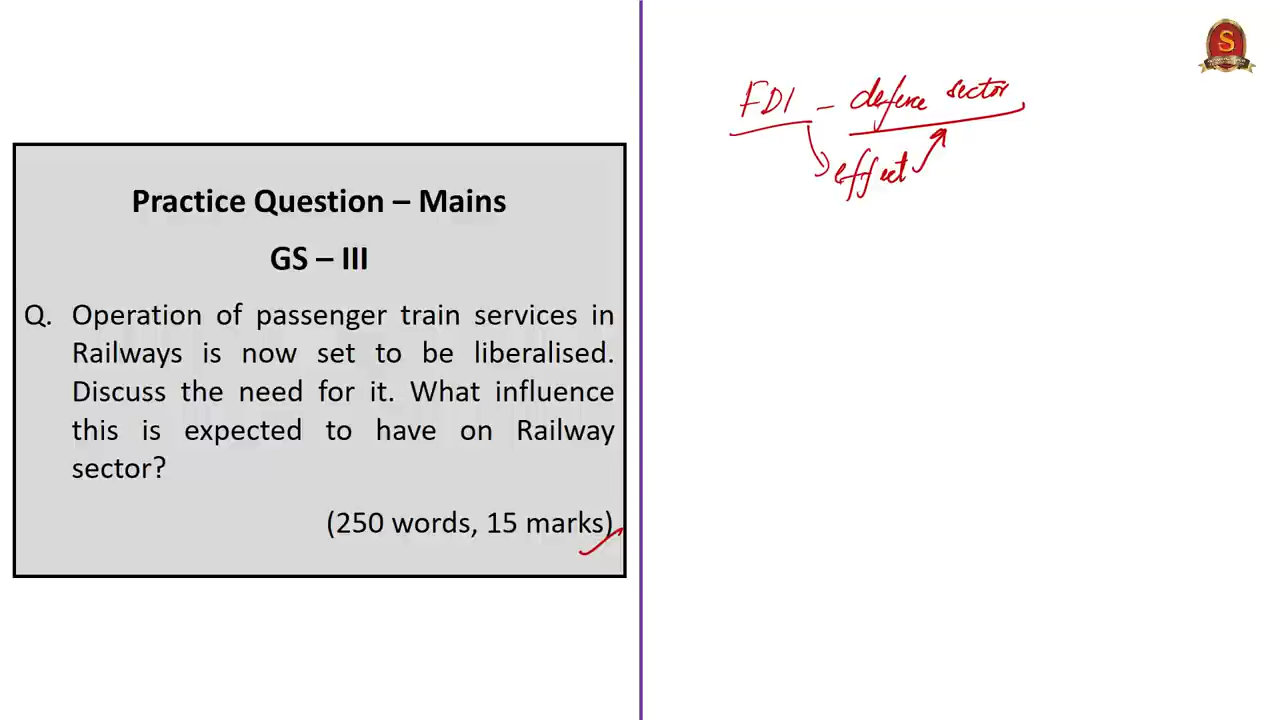 Practice Question – Mains
GS – III
Q. Operation of passenger train services in
Railways is now set to be liberalised.
Discuss the need for it. What influence
this is expected to have on Railway
sector?
(250 words, 15 marks)
FDI – defence sector
effect
S